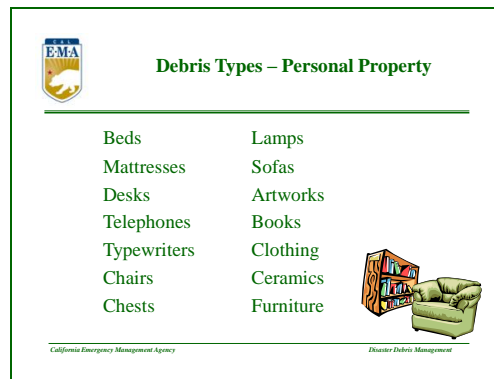 CAL
E·M·A
Debris Types – Personal Property
Beds
Mattresses
Desks
Telephones
Typewriters
Chairs
Chests
Lamps
Sofas
Artworks
Books
Clothing
Ceramics
Furniture
California Emergency Management Agency
Disaster Debris Management